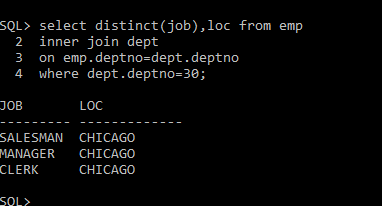 SQL> select distinct(job),loc from emp
  2  inner join dept
  3  on emp.deptno=dept.deptno
  4  where dept.deptno=30;
JOB       LOC
--------- -------------
SALESMAN  CHICAGO
MANAGER   CHICAGO
CLERK     CHICAGO
SQL>